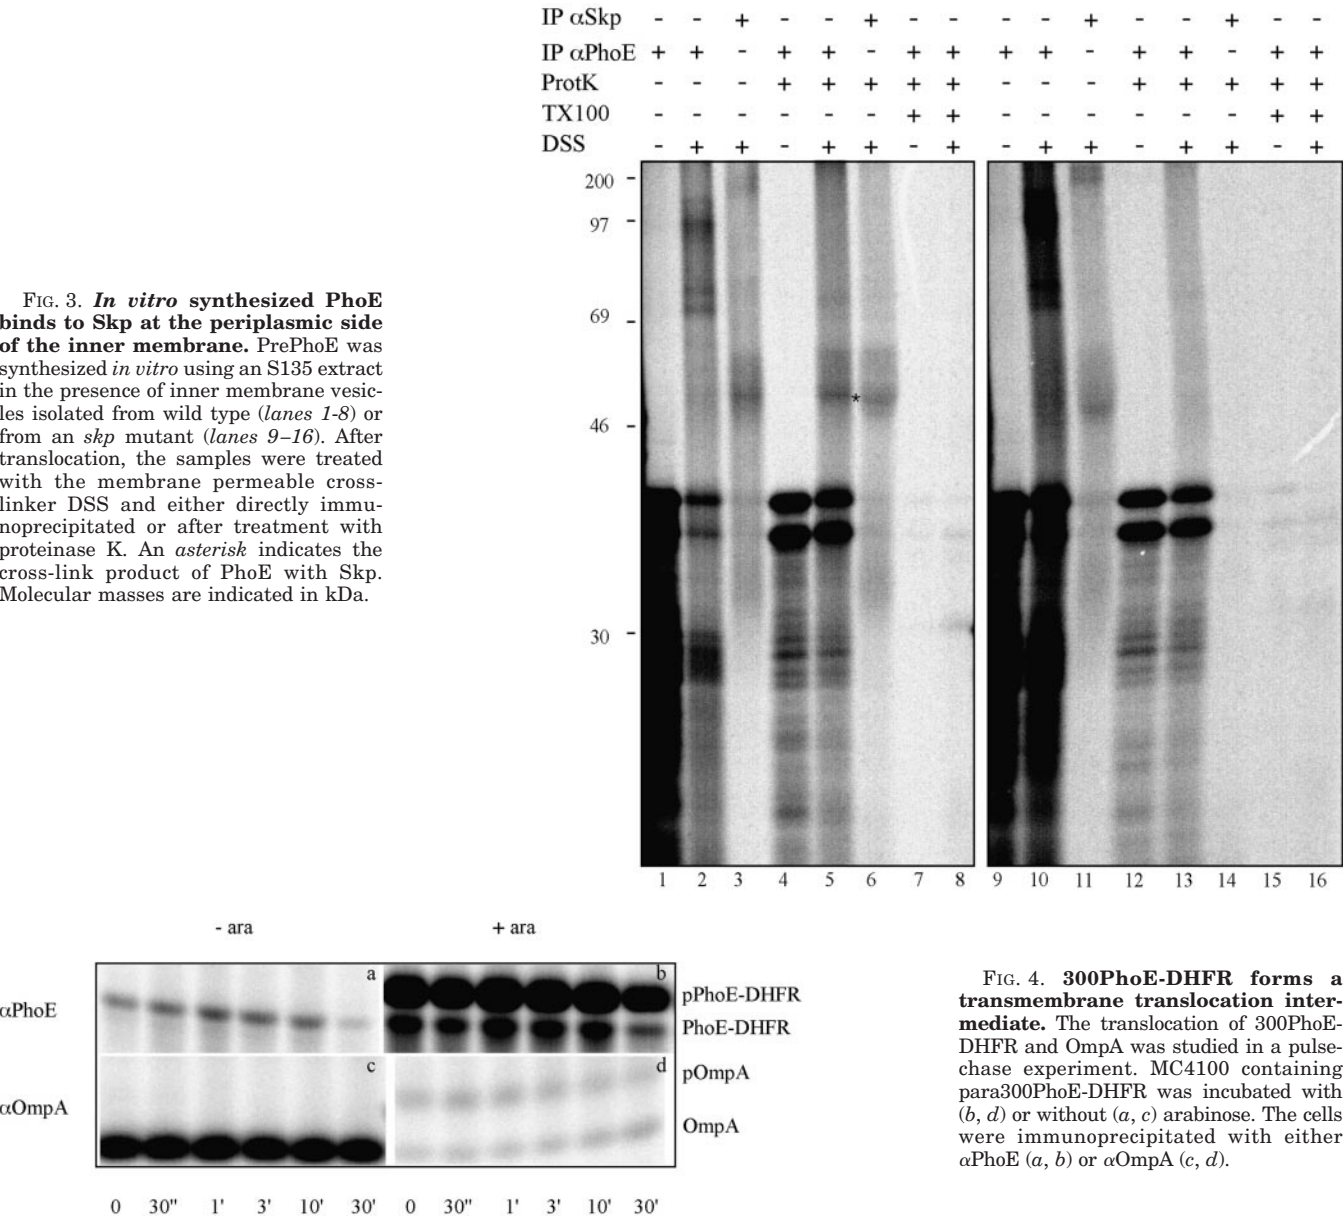 IP αSkp - - + - - + - - - - + - - + - -
IP αPhoE + + - + + - + + + + - + + - + +
ProtK - - - + + + + + - - - + + + + +
TX100 - - - - - - + + - - - - - - + +
DSS - + + - + + - + - + + - + + - +
200
97
69
46
30
*
1 2 3 4 5 6 7 8 9 10 11 12 13 14 15 16
FIG. 3. In vitro synthesized PhoE
binds to Skp at the periplasmic side
of the inner membrane. PrePhoE was
synthesized in vitro using an S135 extract
in the presence of inner membrane vesic-
les isolated from wild type (lanes 1-8) or
from an skp mutant (lanes 9–16). After
translocation, the samples were treated
with the membrane permeable cross-
linker DSS and either directly immu-
noprecipitated or after treatment with
proteinase K. An asterisk indicates the
cross-link product of PhoE with Skp.
Molecular masses are indicated in kDa.
- ara + ara
a b
αPhoE
pPhoE-DHFR
PhoE-DHFR
c d
αOmpA
pOmpA
OmpA
0 30" 1' 3' 10' 30' 0 30" 1' 3' 10' 30'
FIG. 4. 300PhoE-DHFR forms a
transmembrane translocation inter-
mediate. The translocation of 300PhoE-
DHFR and OmpA was studied in a pulse-
chase experiment. MC4100 containing
para300PhoE-DHFR was incubated with
(b, d) or without (a, c) arabinose. The cells
were immunoprecipitated with either
αPhoE (a, b) or αOmpA (c, d).